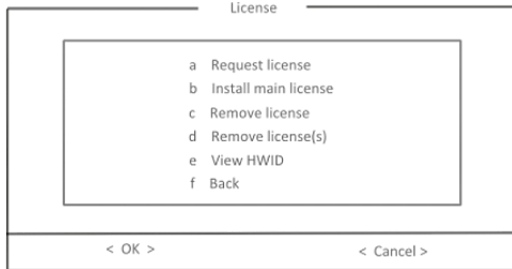 License
a Request license
b Install main license
c Remove license
d Remove license(s)
e View HWID
f Back
< OK > < Cancel >